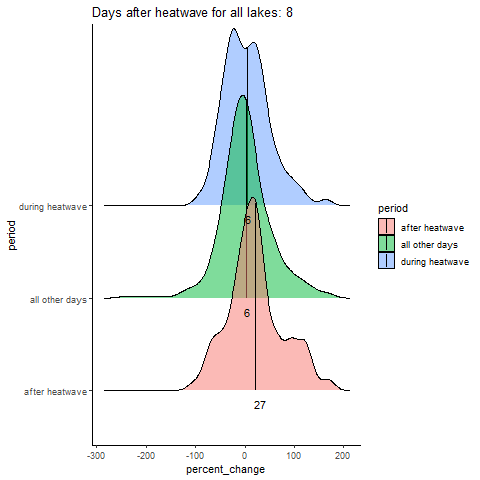 Days after heatwave for all lakes: 8
during heatwave
6
all other days
6
after heatwave
27
period
-300 -200 -100 0 100 200
percent_change
period
after heatwave
all other days
during heatwave